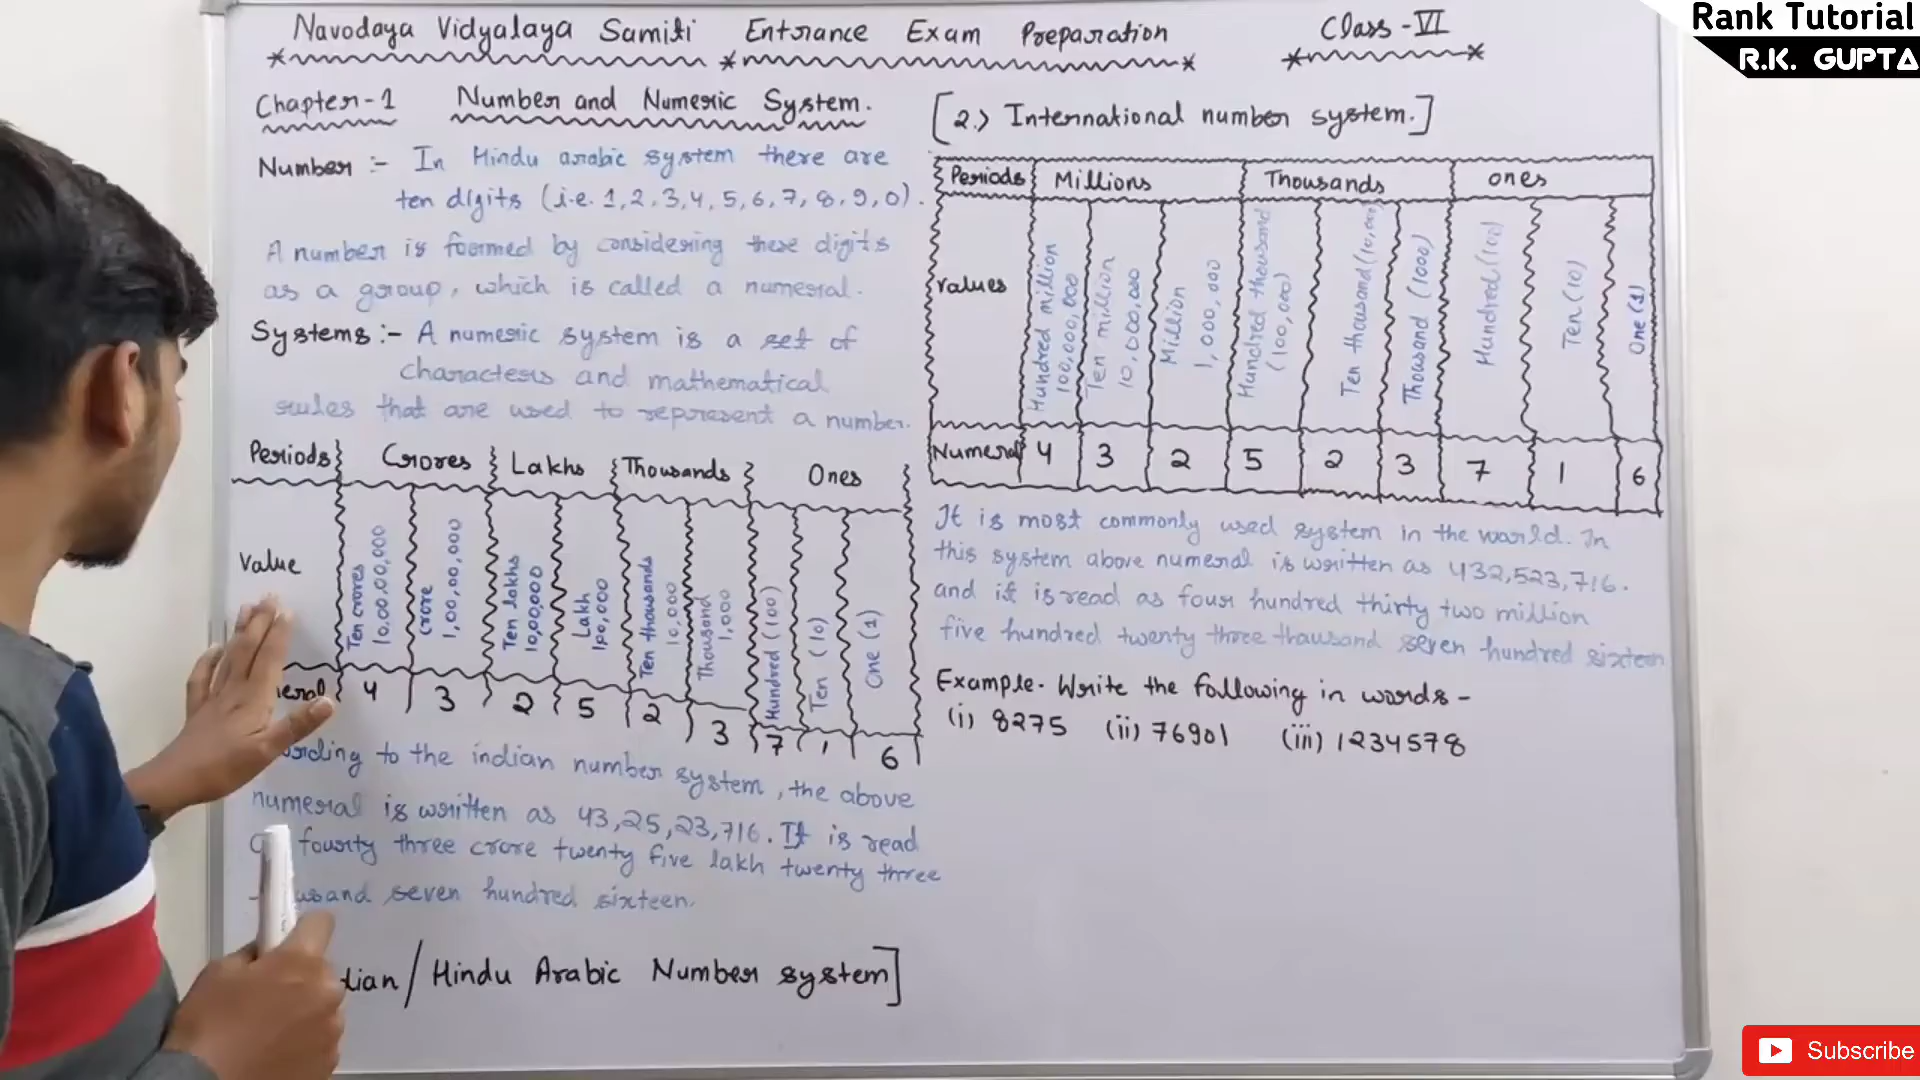 Navodaya Vidyalaya Samiti Entrance Exam Preparation Class-VI
Rank Tutorial
R.K. GUPTA
Chapter-1 Number and Numeric System.
Number :- In Hindu arabic system there are
ten digits (i.e. 1,2,3,4,5,6,7,8,9,0).
A number is formed by considering these digits
as a group, which is called a numeral.
Systems:- A numeric system is a set of
characters and mathematical
rules that are used to represent a number.
Periods Crores Lakhs Thousands Ones
Value
Ten crores 10,00,00,000
crore 1,00,00,000
Ten lakhs 10,00,000
Lakh 1,00,000
Ten thousands 10,000
Thousand 1,000
Hundred (100)
Ten (10)
One (1)
4 3 2 5 2 3 7 1 6
to the indian number system, the above
numeral is written as 43,25,23,716. It is read
fourty three crore twenty five lakh twenty three
seven hundred sixteen.
/ Hindu Arabic Number system]
[2.) International number system.]
Periods Millions Thousands ones
Values
Hundred million 100,000,000
Ten million 10,000,000
Million 1,000,000
Hundred thousand (100,000)
Ten thousand (10,000)
Thousand (1000)
Hundred (100)
Ten (10)
One (1)
Numeral 4 3 2 5 2 3 7 1 6
It is most commonly used system in the world. In
this system above numeral is written as 432,523,716.
and it is read as four hundred thirty two million
five hundred twenty three thousand seven hundred sixteen
Example- Write the following in words-
(i) 8275 (ii) 76901 (iii) 1234578
Subscribe